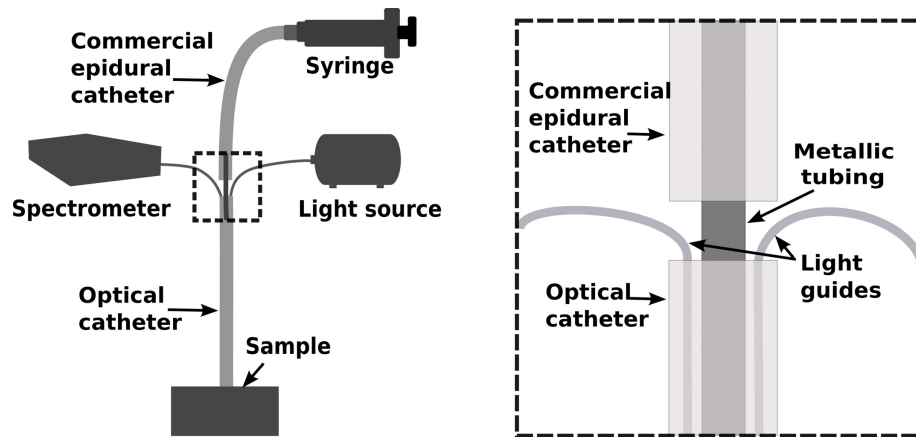 Commercial
epidural
catheter
Syringe
Spectrometer
Light source
Optical
catheter
Sample
Commercial
epidural
catheter
Metallic
tubing
Light
guides
Optical
catheter